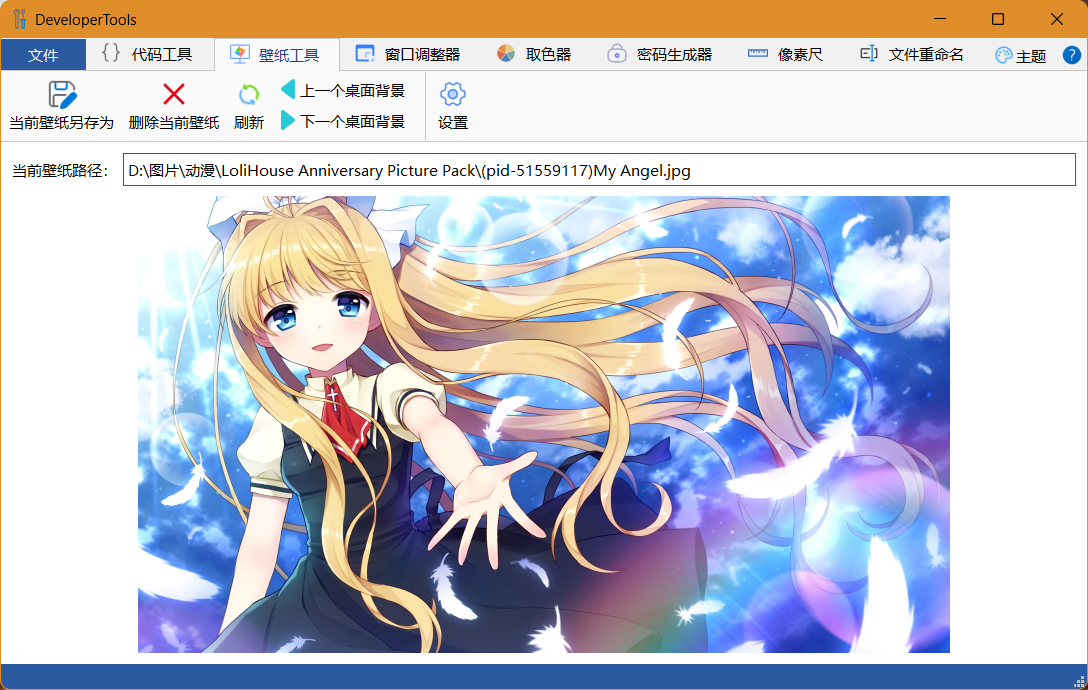 DeveloperTools
文件
代码工具
壁纸工具
窗口调整器
取色器
密码生成器
像素尺
文件重命名
主题
?
当前壁纸另存为
删除当前壁纸
刷新
上一个桌面背景
下一个桌面背景
设置
当前壁纸路径：
D:\图片\动漫\LoliHouse Anniversary Picture Pack\(pid-51559117)My Angel.jpg